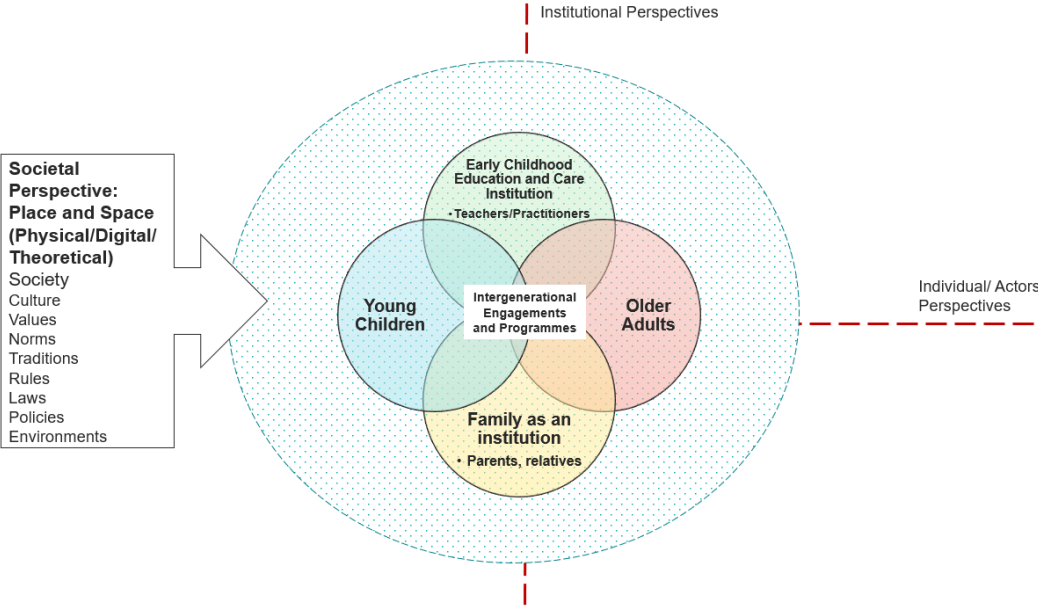 Institutional Perspectives
Societal
Perspective:
Place and Space
(Physical/Digital/
Theoretical)
Society
Culture
Values
Norms
Traditions
Rules
Laws
Policies
Environments
Early Childhood
Education and Care
Institution
• Teachers/Practitioners
Young
Children
Intergenerational
Engagements
and Programmes
Older
Adults
Family as an
institution
• Parents, relatives
Individual/ Actors
Perspectives